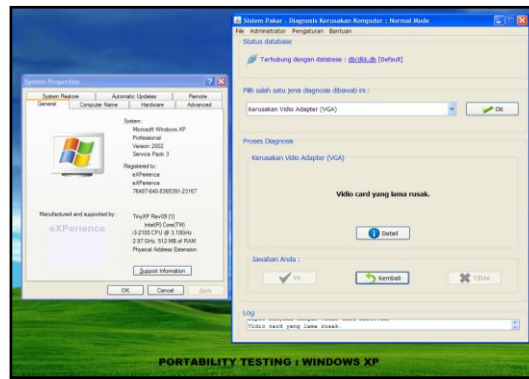 System Properties
System Restore
Automatic Updates
Remote
General
Computer Name
Hardware
Advanced
System:
Microsoft Windows XP
Professional
Version 2002
Service Pack 3
Registered to:
eXPerience
eXPerience
76487-640-8365391-23167
Manufactured and supported by:
eXPerience
TinyXP Rev09 [1]
Intel(R) Core(TM)
i3-2100 CPU @ 3.10GHz
2.97 GHz, 512 MB of RAM
Physical Address Extension
Support Information
OK
Cancel
Apply
Sistem Pakar - Diagnosis Kerusakan Komputer : Normal Mode
File Administrator Pengaturan Bantuan
Status database
Terhubung dengan database : db/dkk.db [Default]
Pilih salah satu jenis diagnosis dibawah ini :
Kerusakan Vidio Adapter (VGA)
OK
Proses Diagnosis
Kerusakan Vidio Adapter (VGA)
Vidio card yang lama rusak.
Detail
Jawaban Anda :
YA
Kembali
TIDAK
Log
Vidio card yang lama rusak.
PORTABILITY TESTING : WINDOWS XP